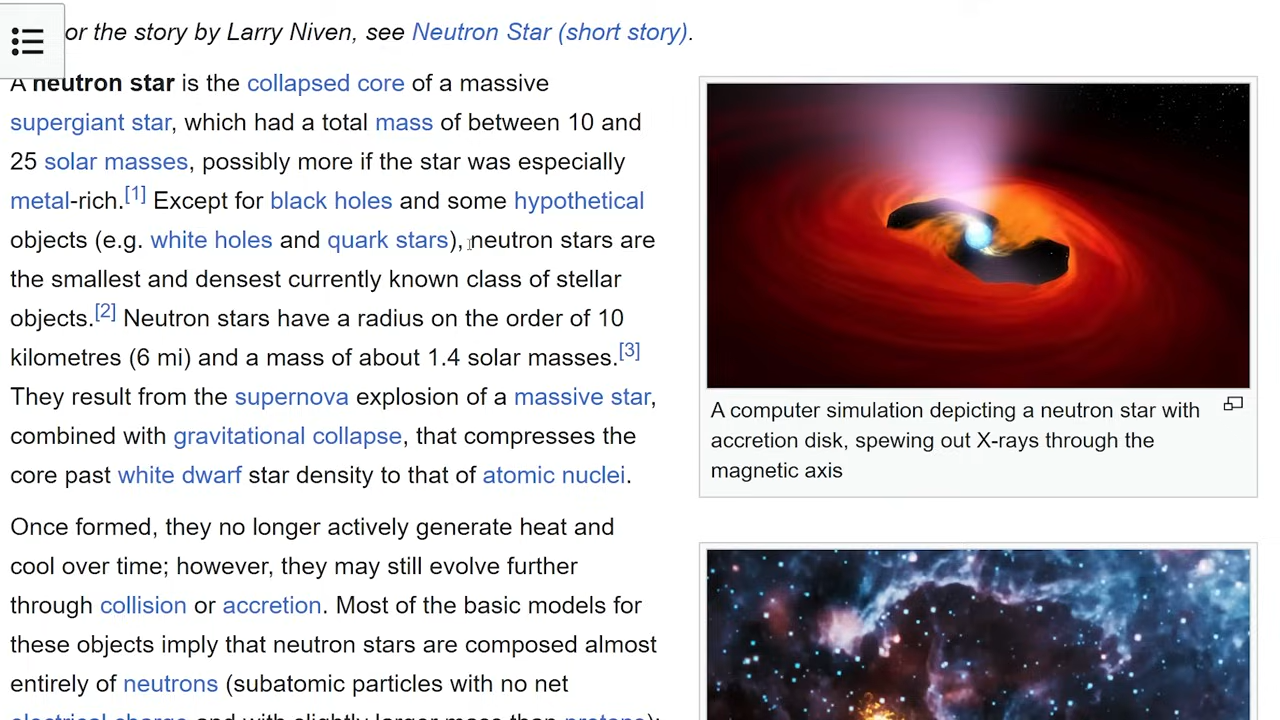 or the story by Larry Niven, see Neutron Star (short story).
A neutron star is the collapsed core of a massive
supergiant star, which had a total mass of between 10 and
25 solar masses, possibly more if the star was especially
metal-rich.[1] Except for black holes and some hypothetical
objects (e.g. white holes and quark stars), neutron stars are
the smallest and densest currently known class of stellar
objects.[2] Neutron stars have a radius on the order of 10
kilometres (6 mi) and a mass of about 1.4 solar masses.[3]
They result from the supernova explosion of a massive star,
combined with gravitational collapse, that compresses the
core past white dwarf star density to that of atomic nuclei.
Once formed, they no longer actively generate heat and
cool over time; however, they may still evolve further
through collision or accretion. Most of the basic models for
these objects imply that neutron stars are composed almost
entirely of neutrons (subatomic particles with no net
electrical charge and with slightly larger mass than protons);
A computer simulation depicting a neutron star with
accretion disk, spewing out X-rays through the
magnetic axis